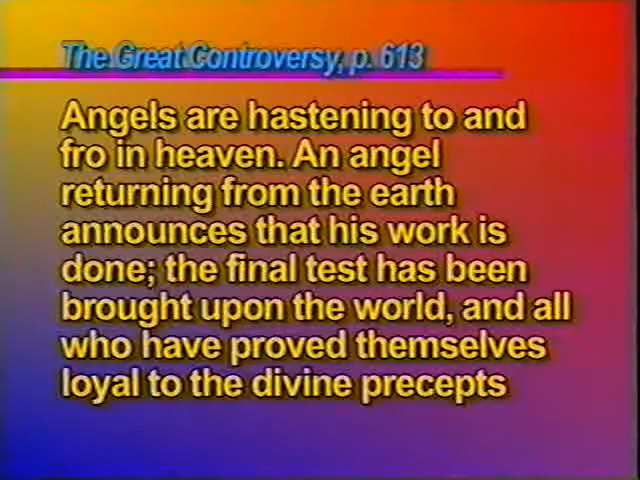 The Great Controversy, p. 613
Angels are hastening to and
fro in heaven. An angel
returning from the earth
announces that his work is
done; the final test has been
brought upon the world, and all
who have proved themselves
loyal to the divine precepts